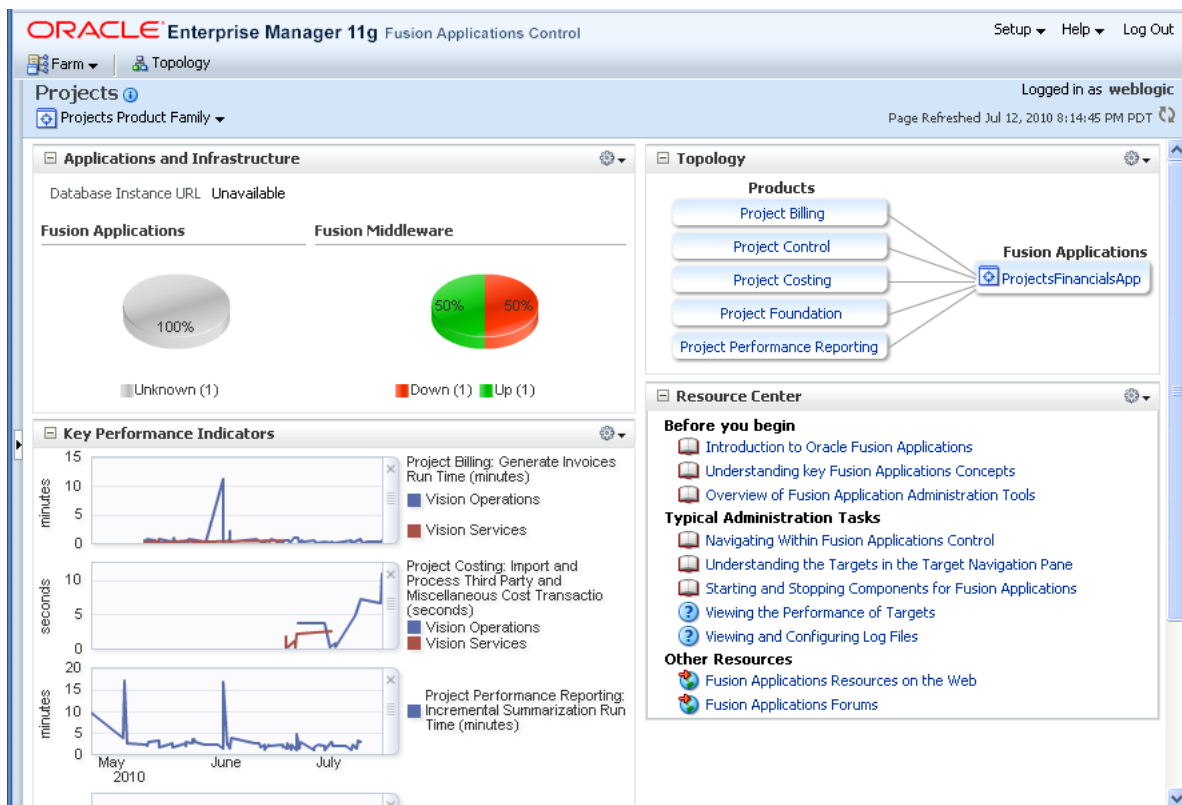 ORACLE Enterprise Manager 11g Fusion Applications Control
Setup Help Log Out
Farm Topology
Projects
Logged in as weblogic
Projects Product Family
Page Refreshed Jul 12, 2010 8:14:45 PM PDT
Applications and Infrastructure
Database Instance URL Unavailable
Fusion Applications
Fusion Middleware
100%
50% 50%
Unknown (1)
Down (1) Up (1)
Key Performance Indicators
15
10
5
0
minutes
Project Billing: Generate Invoices
Run Time (minutes)
Vision Operations
Vision Services
10
5
0
seconds
Project Costing: Import and
Process Third Party and
Miscellaneous Cost Transactio
(seconds)
Vision Operations
Vision Services
20
15
10
5
0
minutes
May
2010
June
July
Project Performance Reporting:
Incremental Summarization Run
Time (minutes)
Topology
Products
Project Billing
Project Control
Project Costing
Project Foundation
Project Performance Reporting
Fusion Applications
ProjectsFinancialsApp
Resource Center
Before you begin
Introduction to Oracle Fusion Applications
Understanding key Fusion Applications Concepts
Overview of Fusion Application Administration Tools
Typical Administration Tasks
Navigating Within Fusion Applications Control
Understanding the Targets in the Target Navigation Pane
Starting and Stopping Components for Fusion Applications
Viewing the Performance of Targets
Viewing and Configuring Log Files
Other Resources
Fusion Applications Resources on the Web
Fusion Applications Forums